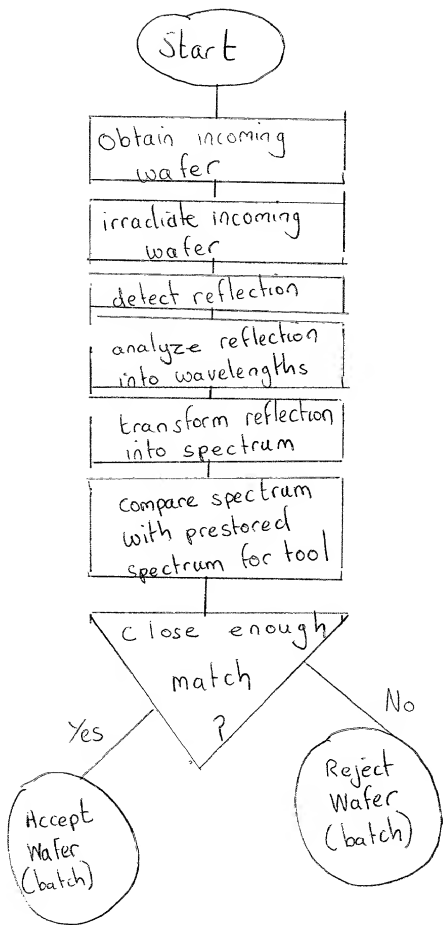 Start
Obtain incoming
wafer
irradiate incoming
wafer
detect reflection
analyze reflection
into wavelengths
transform reflection
into spectrum
compare spectrum
with prestored
spectrum for tool
Close enough
match
?
Yes
No
Accept
Wafer
(batch)
Reject
Wafer
(batch)